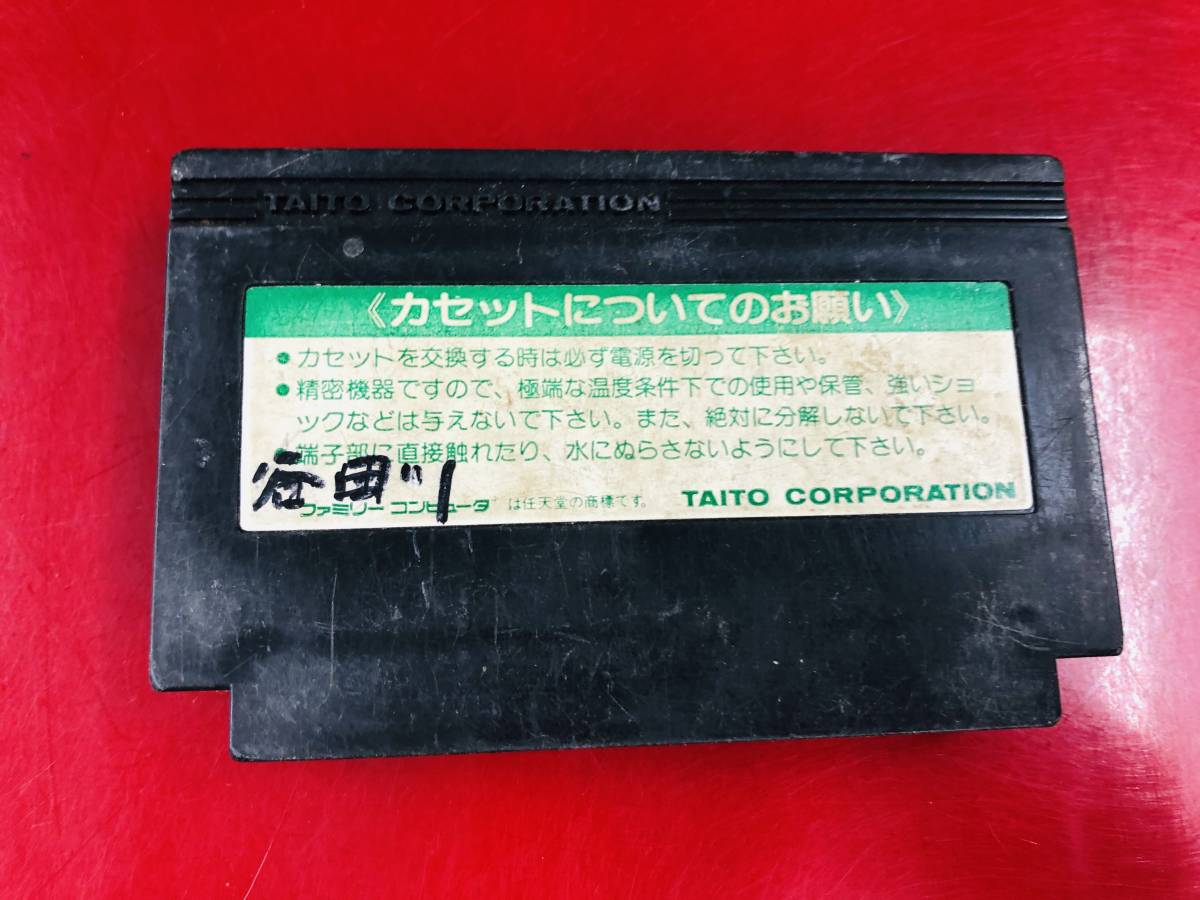 TAITO CORPORATION
《カセットについてのお願い》
● カセットを交換する時は必ず電源を切って下さい。
● 精密機器ですので、極端な温度条件下での使用や保管、強いショ
ックなどは与えないで下さい。また、絶対に分解しないで下さい。
● 端子部に直接触れたり、水にぬらさないようにして下さい。
谷田川
ファミリー コンピュータ は任天堂の商標です。 TAITO CORPORATION